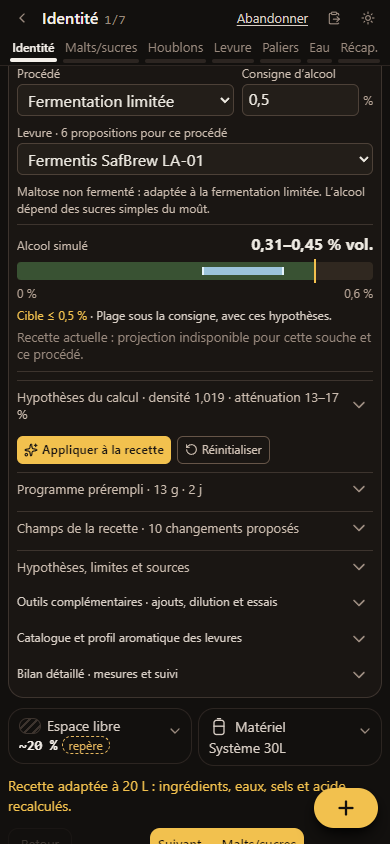 Identité 1/7
Abandonner
Identité Malts/sucres Houblons Levure Paliers Eau Récap.
Procédé
Consigne d'alcool
Fermentation limitée
0,5 %
Levure · 6 propositions pour ce procédé
Fermentis SafBrew LA-01
Maltose non fermenté : adaptée à la fermentation limitée. L'alcool
dépend des sucres simples du moût.
Alcool simulé
0,31–0,45 % vol.
0 %
0,6 %
Cible ≤ 0,5 % · Plage sous la consigne, avec ces hypothèses.
Recette actuelle : projection indisponible pour cette souche et
ce procédé.
Hypothèses du calcul · densité 1,019 · atténuation 13–17
%
Appliquer à la recette
Réinitialiser
Programme prérempli · 13 g · 2 j
Champs de la recette · 10 changements proposés
Hypothèses, limites et sources
Outils complémentaires · ajouts, dilution et essais
Catalogue et profil aromatique des levures
Bilan détaillé · mesures et suivi
Espace libre
~20 % repère
Matériel
Système 30L
Recette adaptée à 20 L : ingrédients, eaux, sels et acide
recalculés.
Retour
Suivant
Malts/sucres